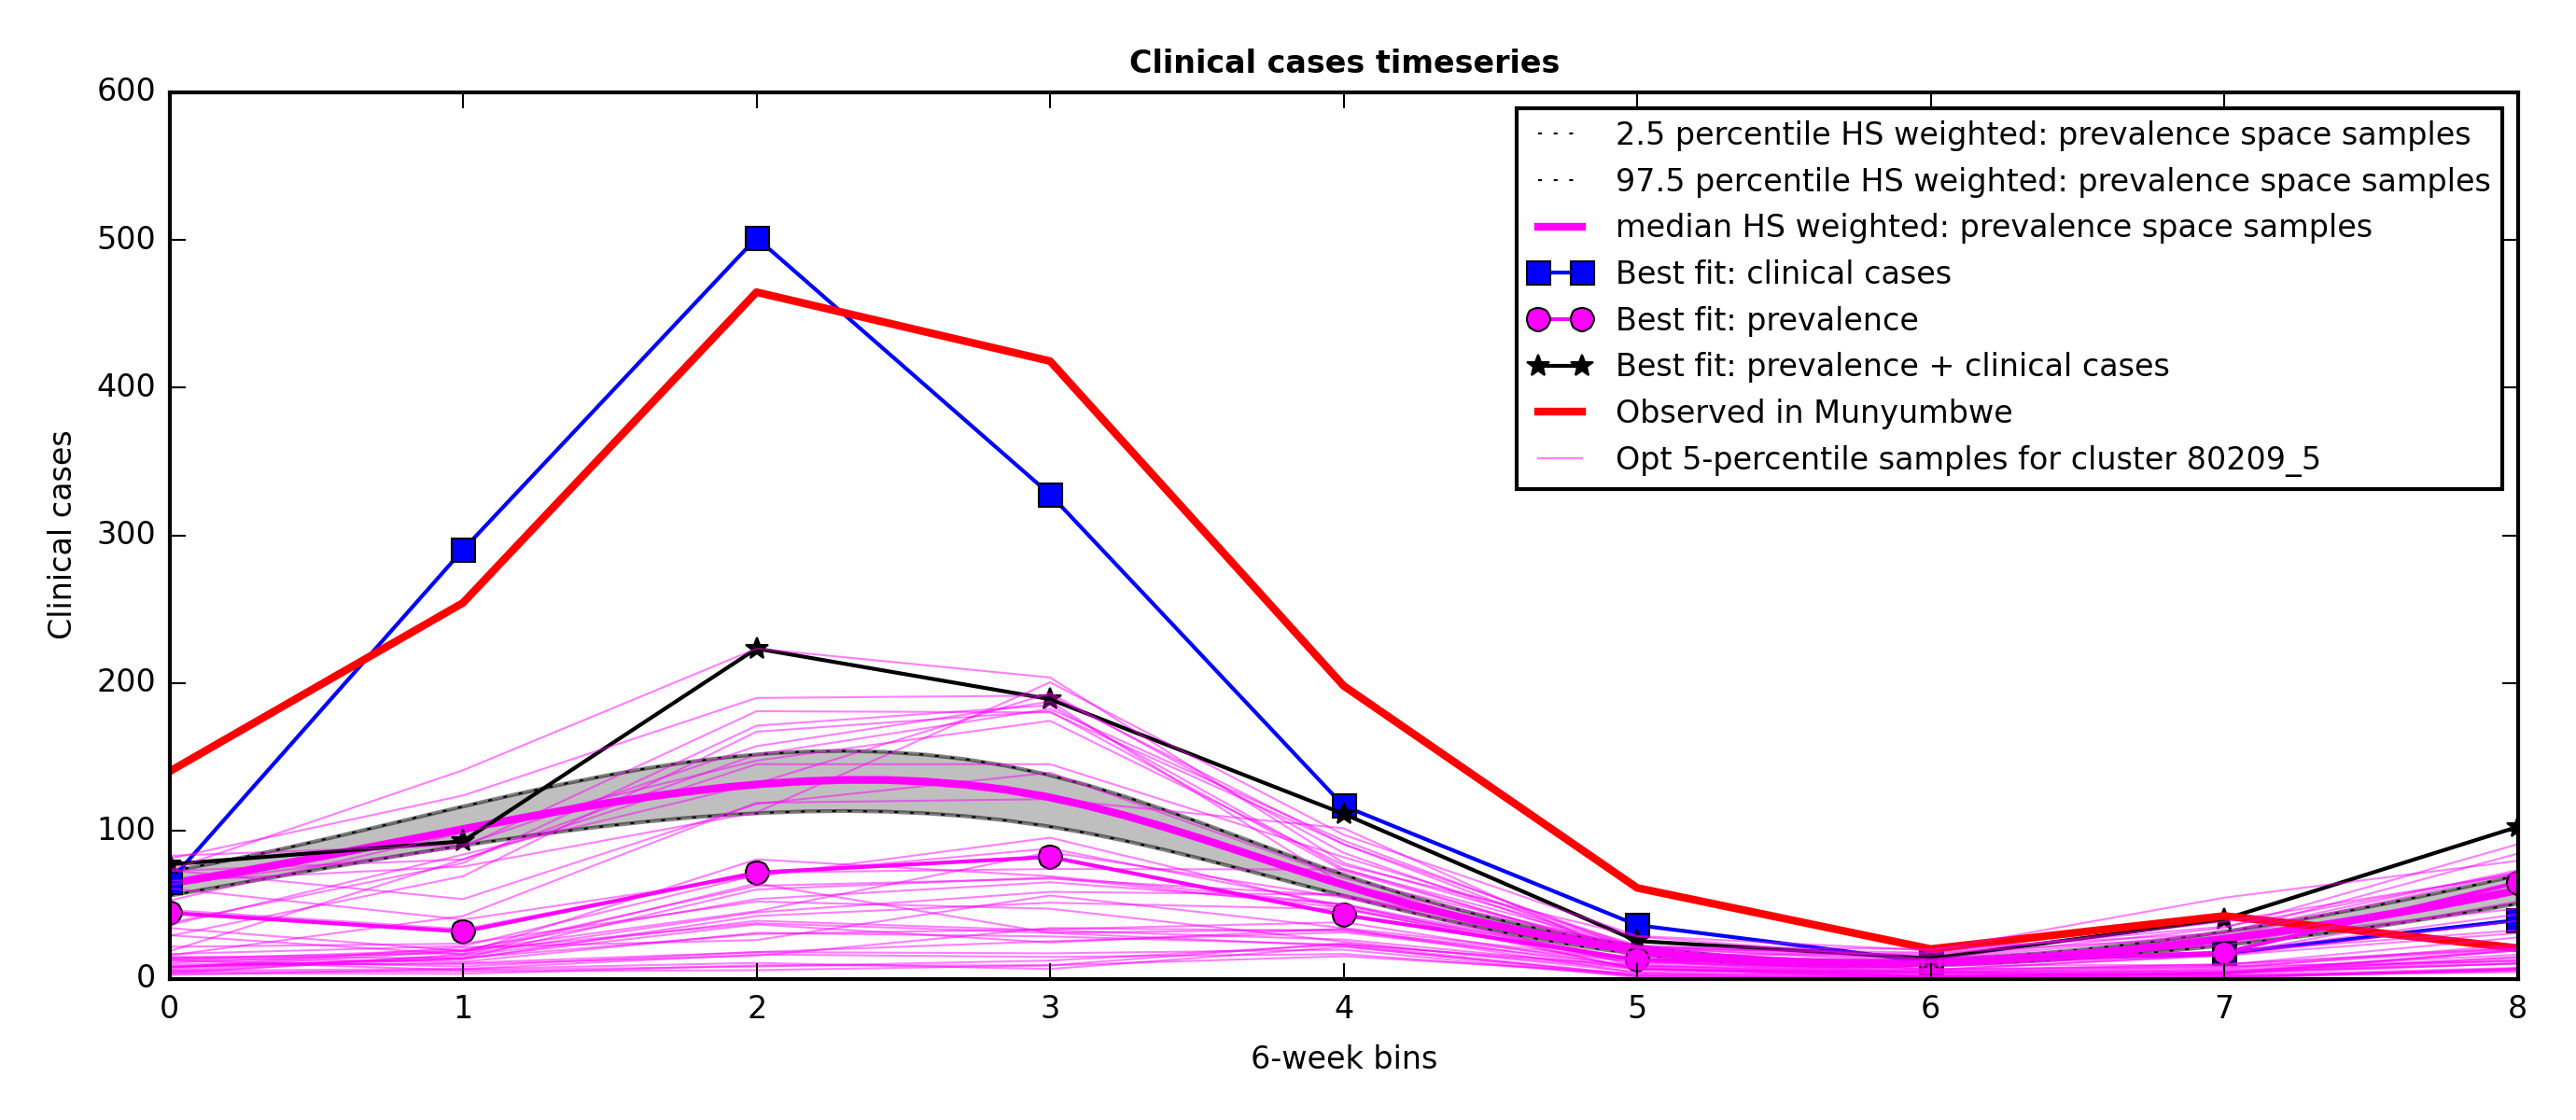 Clinical cases timeseries
600
500
400
300
200
100
0
Clinical cases
2.5 percentile HS weighted: prevalence space samples
97.5 percentile HS weighted: prevalence space samples
median HS weighted: prevalence space samples
Best fit: clinical cases
Best fit: prevalence
Best fit: prevalence + clinical cases
Observed in Munyumbwe
Opt 5-percentile samples for cluster 80209_5
0 1 2 3 4 5 6 7 8
6-week bins